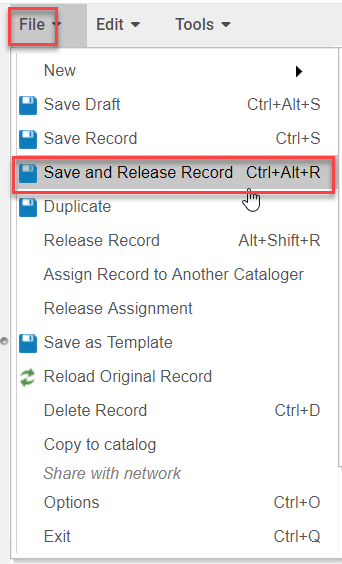 File Edit Tools
New
Save Draft Ctrl+Alt+S
Save Record Ctrl+S
Save and Release Record Ctrl+Alt+R
Duplicate
Release Record Alt+Shift+R
Assign Record to Another Cataloger
Release Assignment
Save as Template
Reload Original Record
Delete Record Ctrl+D
Copy to catalog
Share with network
Options Ctrl+O
Exit Ctrl+Q